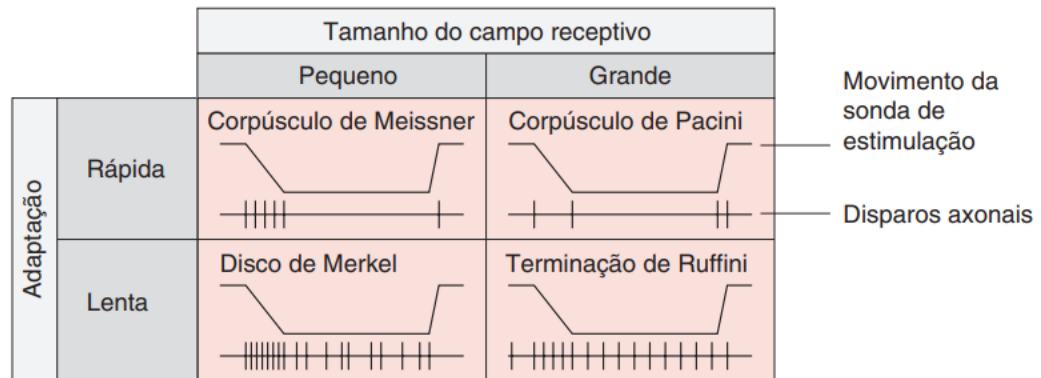 Tamanho do campo receptivo
Pequeno
Grande
Adaptação
Rápida
Corpúsculo de Meissner
Corpúsculo de Pacini
Movimento da
sonda de
estimulação
Disparos axonais
Lenta
Disco de Merkel
Terminação de Ruffini